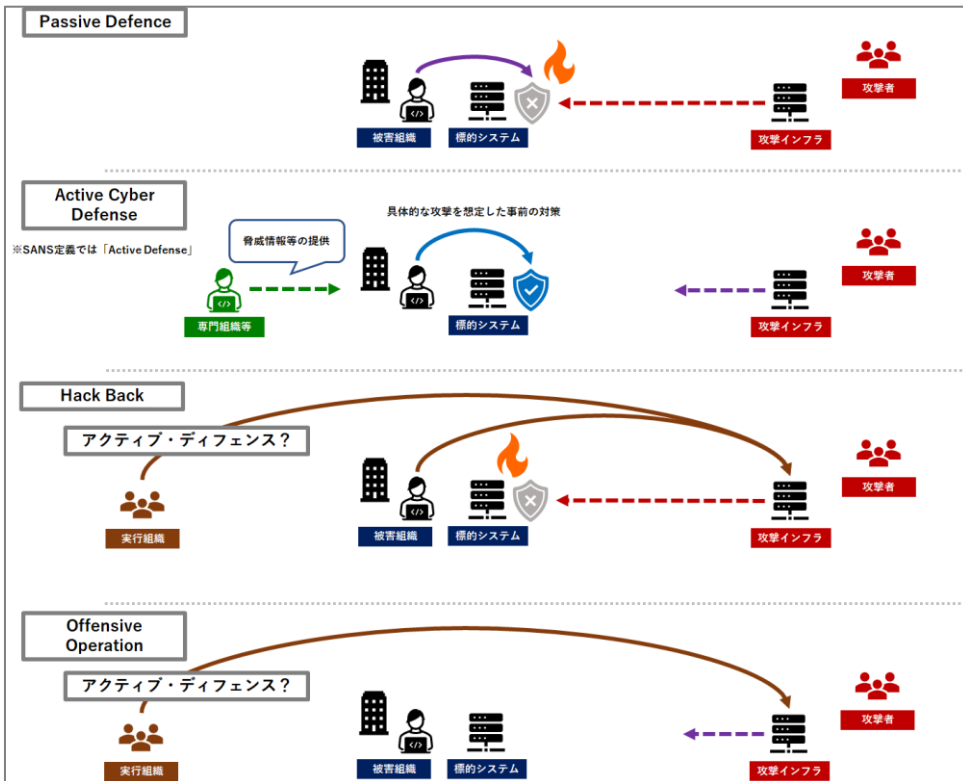 Passive Defence
攻撃者
被害組織
標的システム
攻撃インフラ
Active Cyber
Defense
※SANS定義では「Active Defense」
脅威情報等の提供
具体的な攻撃を想定した事前の対策
攻撃者
専門組織等
標的システム
攻撃インフラ
Hack Back
アクティブ・ディフェンス？
攻撃者
実行組織
被害組織
標的システム
攻撃インフラ
Offensive
Operation
アクティブ・ディフェンス？
攻撃者
実行組織
被害組織
標的システム
攻撃インフラ